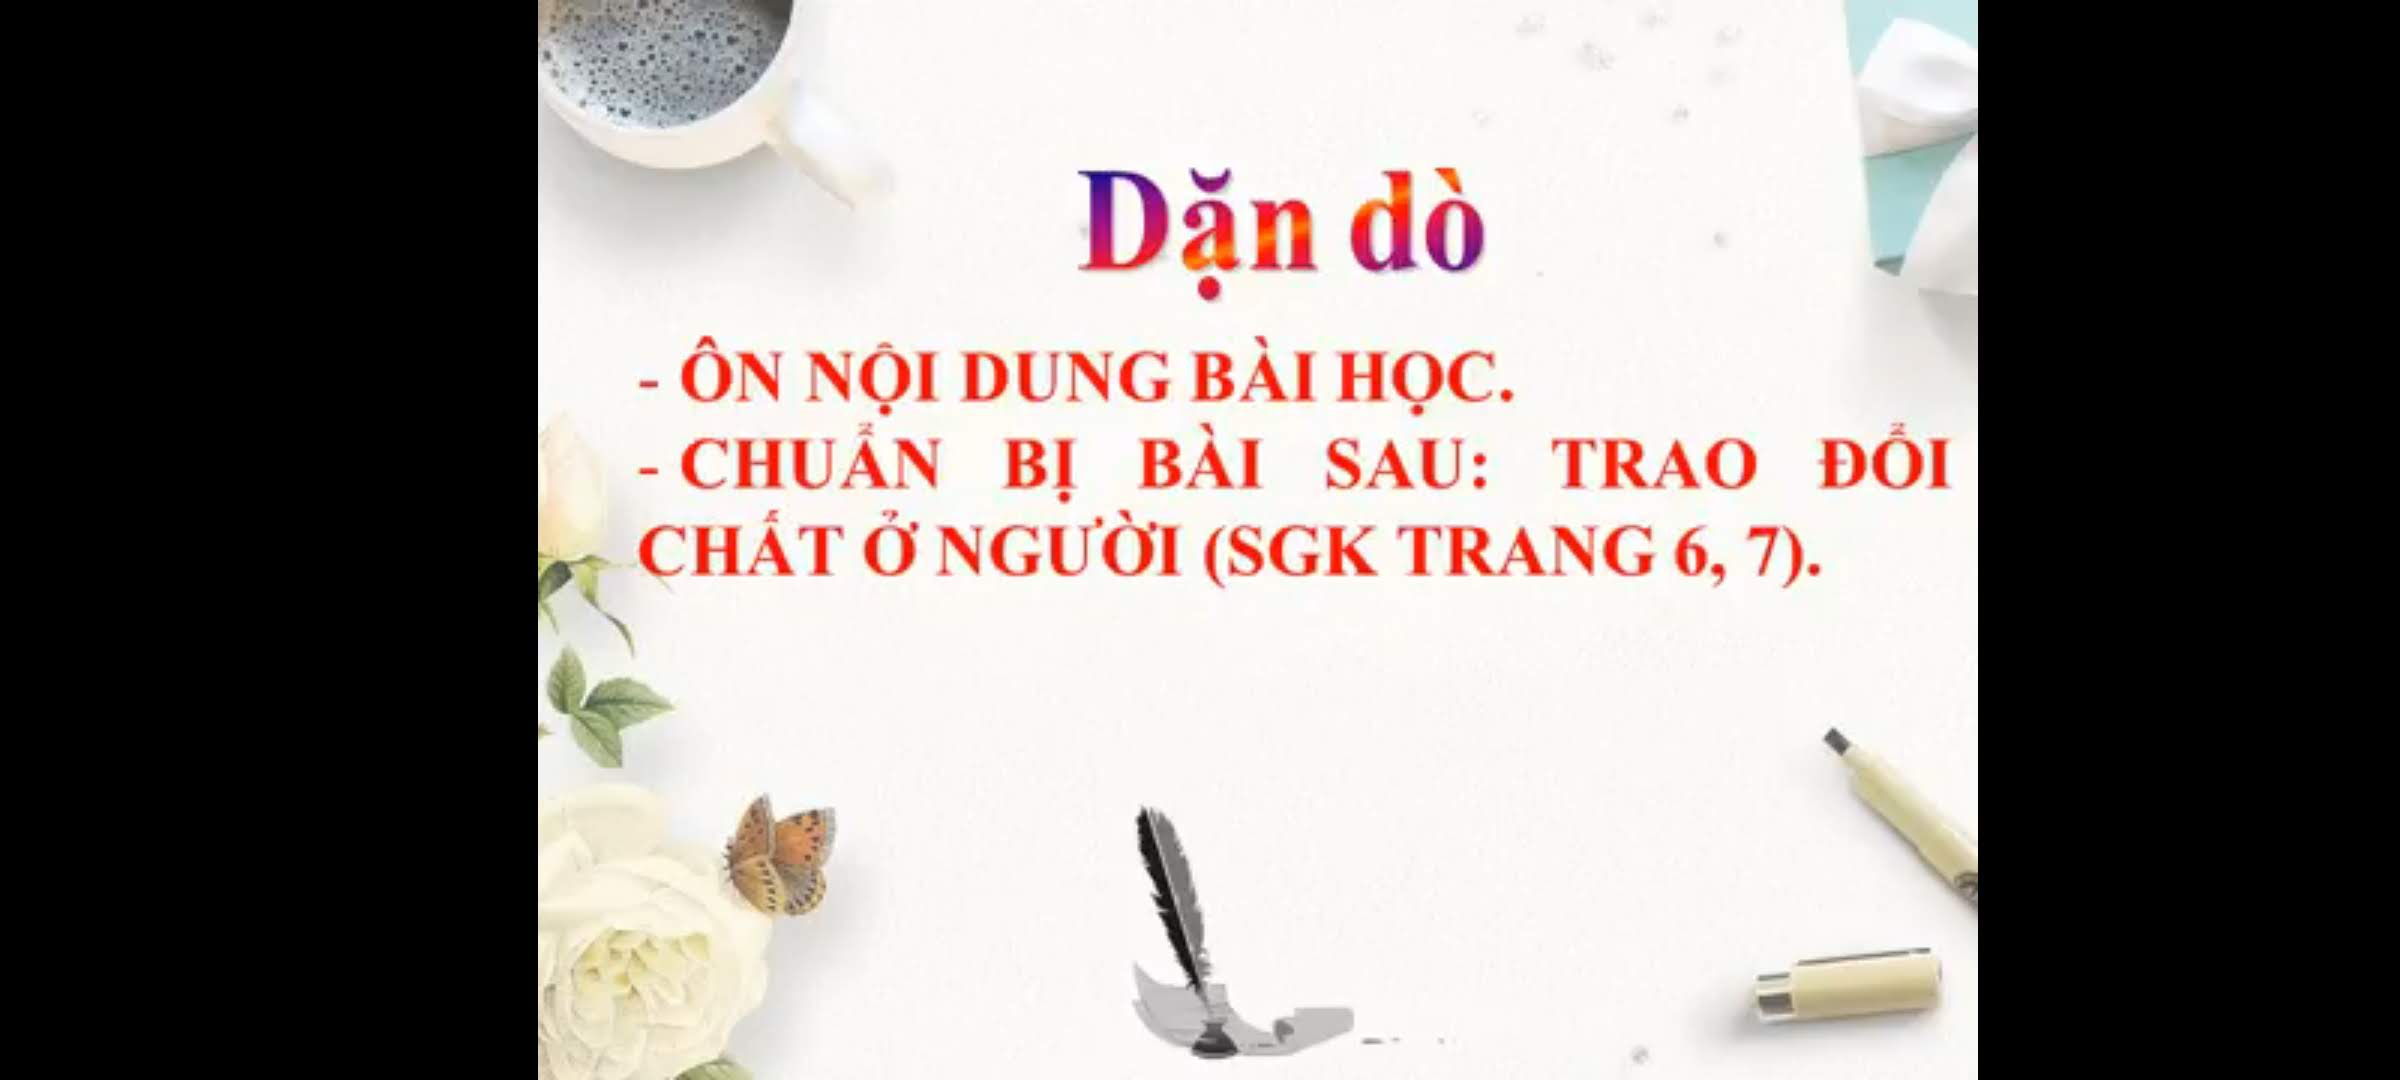 Dặn dò
- ÔN NỘI DUNG BÀI HỌC.
- CHUẨN BỊ BÀI SAU: TRAO ĐỔI
CHẤT Ở NGƯỜI (SGK TRANG 6, 7).